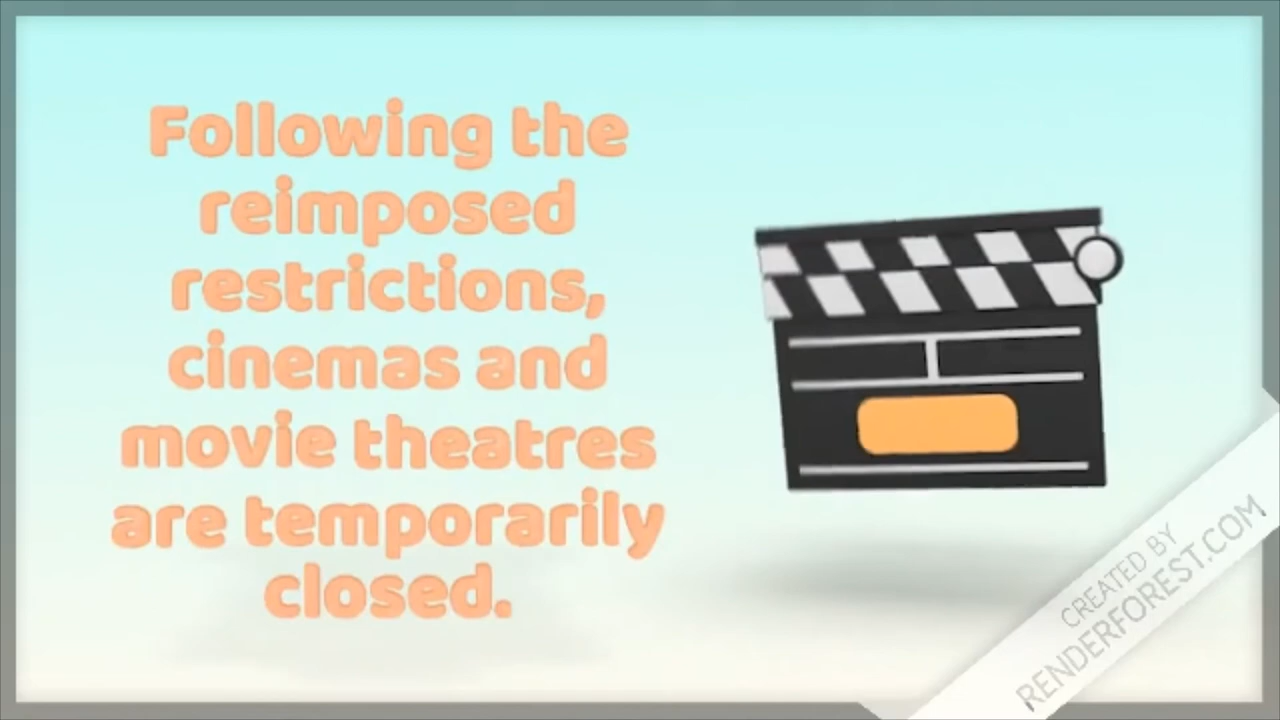 Following the
reimposed
restrictions,
cinemas and
movie theatres
are temporarily
closed.
CREATED BY
RENDERFOREST.COM